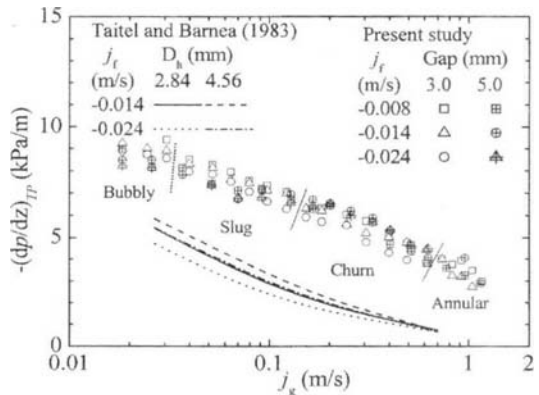 Taitel and Barnea (1983)
j_f D_h (mm)
(m/s) 2.84 4.56
-0.014
-0.024
Present study
j_f Gap (mm)
(m/s) 3.0 5.0
-0.008
-0.014
-0.024
15
10
5
0
-(dp/dz)_TP (kPa/m)
Bubbly
Slug
Churn
Annular
0.01 0.1 1 2
j_g (m/s)